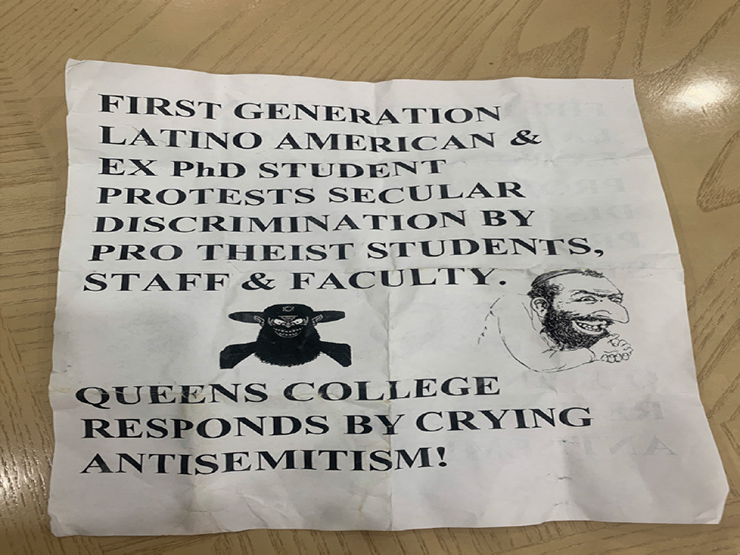 FIRST GENERATION
LATINO AMERICAN &
EX PhD STUDENT
PROTESTS SECULAR
DISCRIMINATION BY
PRO THEIST STUDENTS,
STAFF & FACULTY.
QUEENS COLLEGE
RESPONDS BY CRYING
ANTISEMITISM!